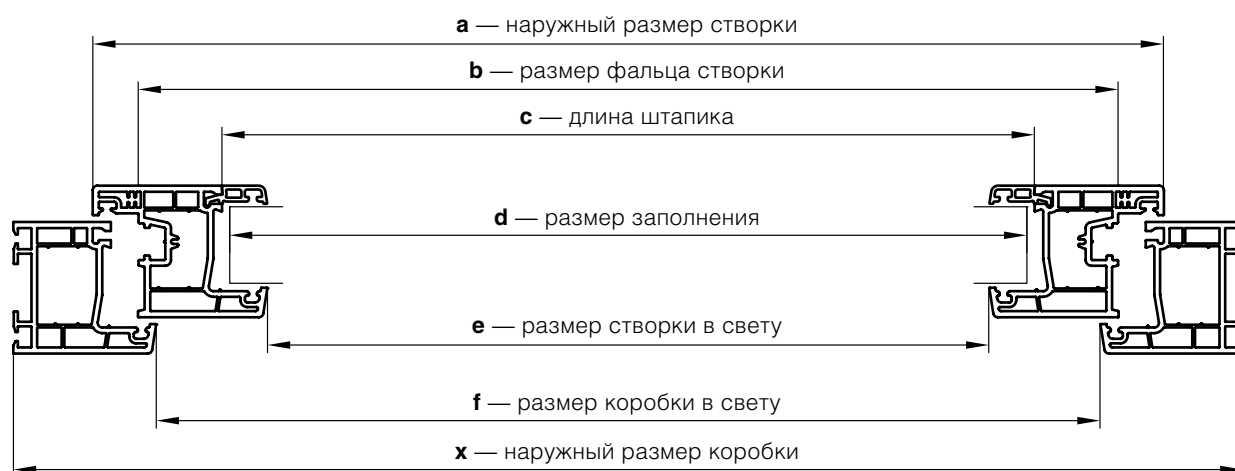 a — наружный размер створки
b — размер фальца створки
c — длина штапика
d — размер заполнения
e — размер створки в свету
f — размер коробки в свету
x — наружный размер коробки